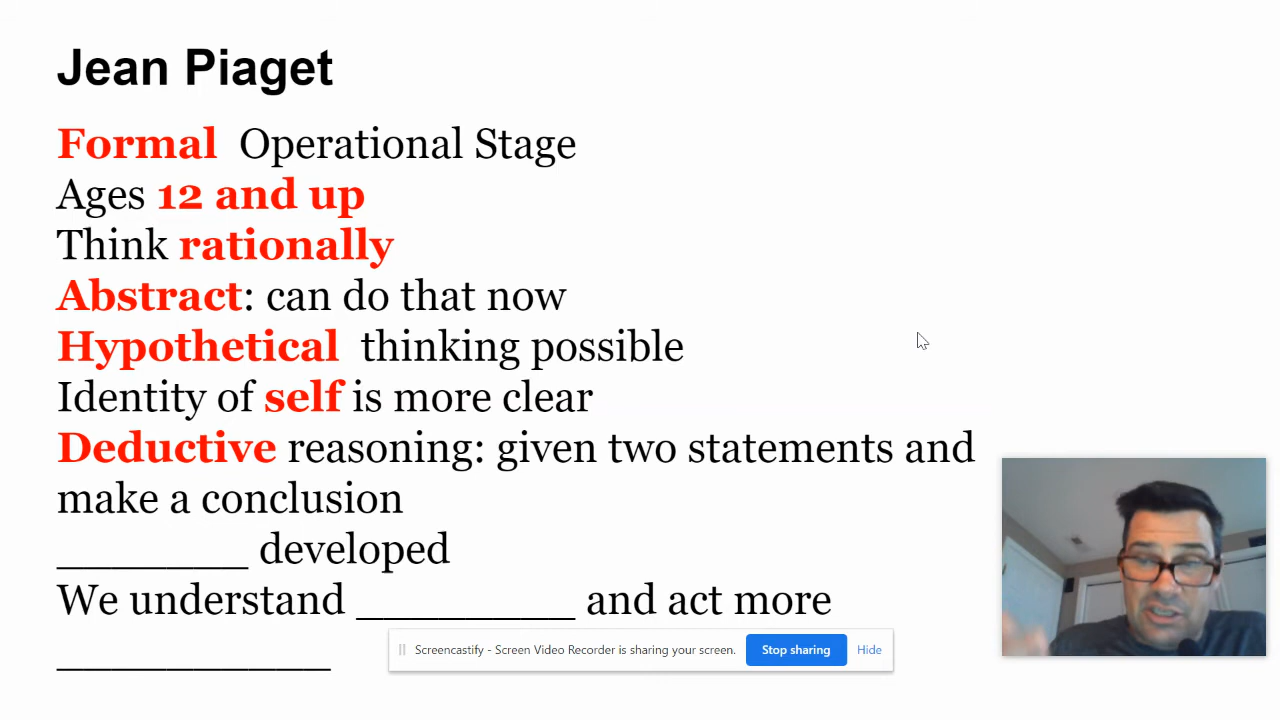 Jean Piaget
Formal Operational Stage
Ages 12 and up
Think rationally
Abstract: can do that now
Hypothetical thinking possible
Identity of self is more clear
Deductive reasoning: given two statements and
make a conclusion
_______ developed
We understand ________ and act more
__________
Screencastify - Screen Video Recorder is sharing your screen. Stop sharing Hide